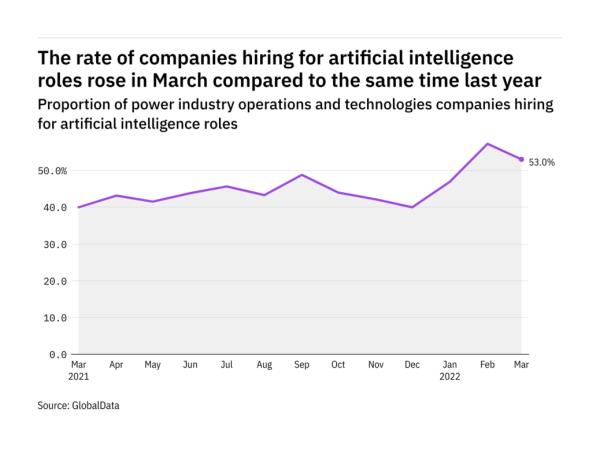 The rate of companies hiring for artificial intelligence
roles rose in March compared to the same time last year
Proportion of power industry operations and technologies companies hiring
for artificial intelligence roles
53.0%
50.0%
40.0
30.0
20.0
10.0
0.0
Mar Apr May Jun Jul Aug Sep Oct Nov Dec Jan Feb Mar
2021 2022
Source: GlobalData